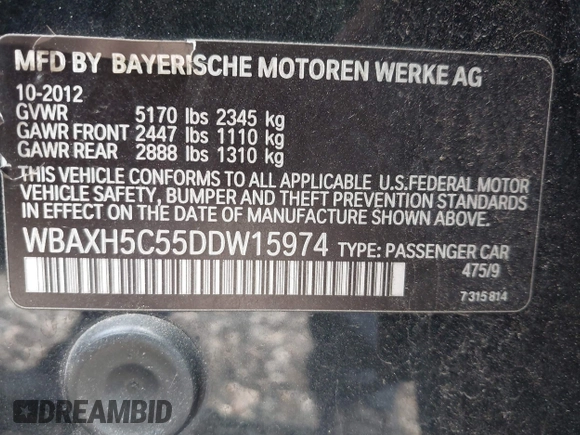 MFD BY BAYERISCHE MOTOREN WERKE AG
10-2012
GVWR 5170 lbs 2345 kg
GAWR FRONT 2447 lbs 1110 kg
GAWR REAR 2888 lbs 1310 kg
THIS VEHICLE CONFORMS TO ALL APPLICABLE U.S.FEDERAL MOTOR
VEHICLE SAFETY, BUMPER AND THEFT PREVENTION STANDARDS
IN EFFECT ON THE DATE OF MANUFACTURE SHOWN ABOVE.
WBAXH5C55DDW15974 TYPE: PASSENGER CAR
475/9
7 315 814
DREAMBID